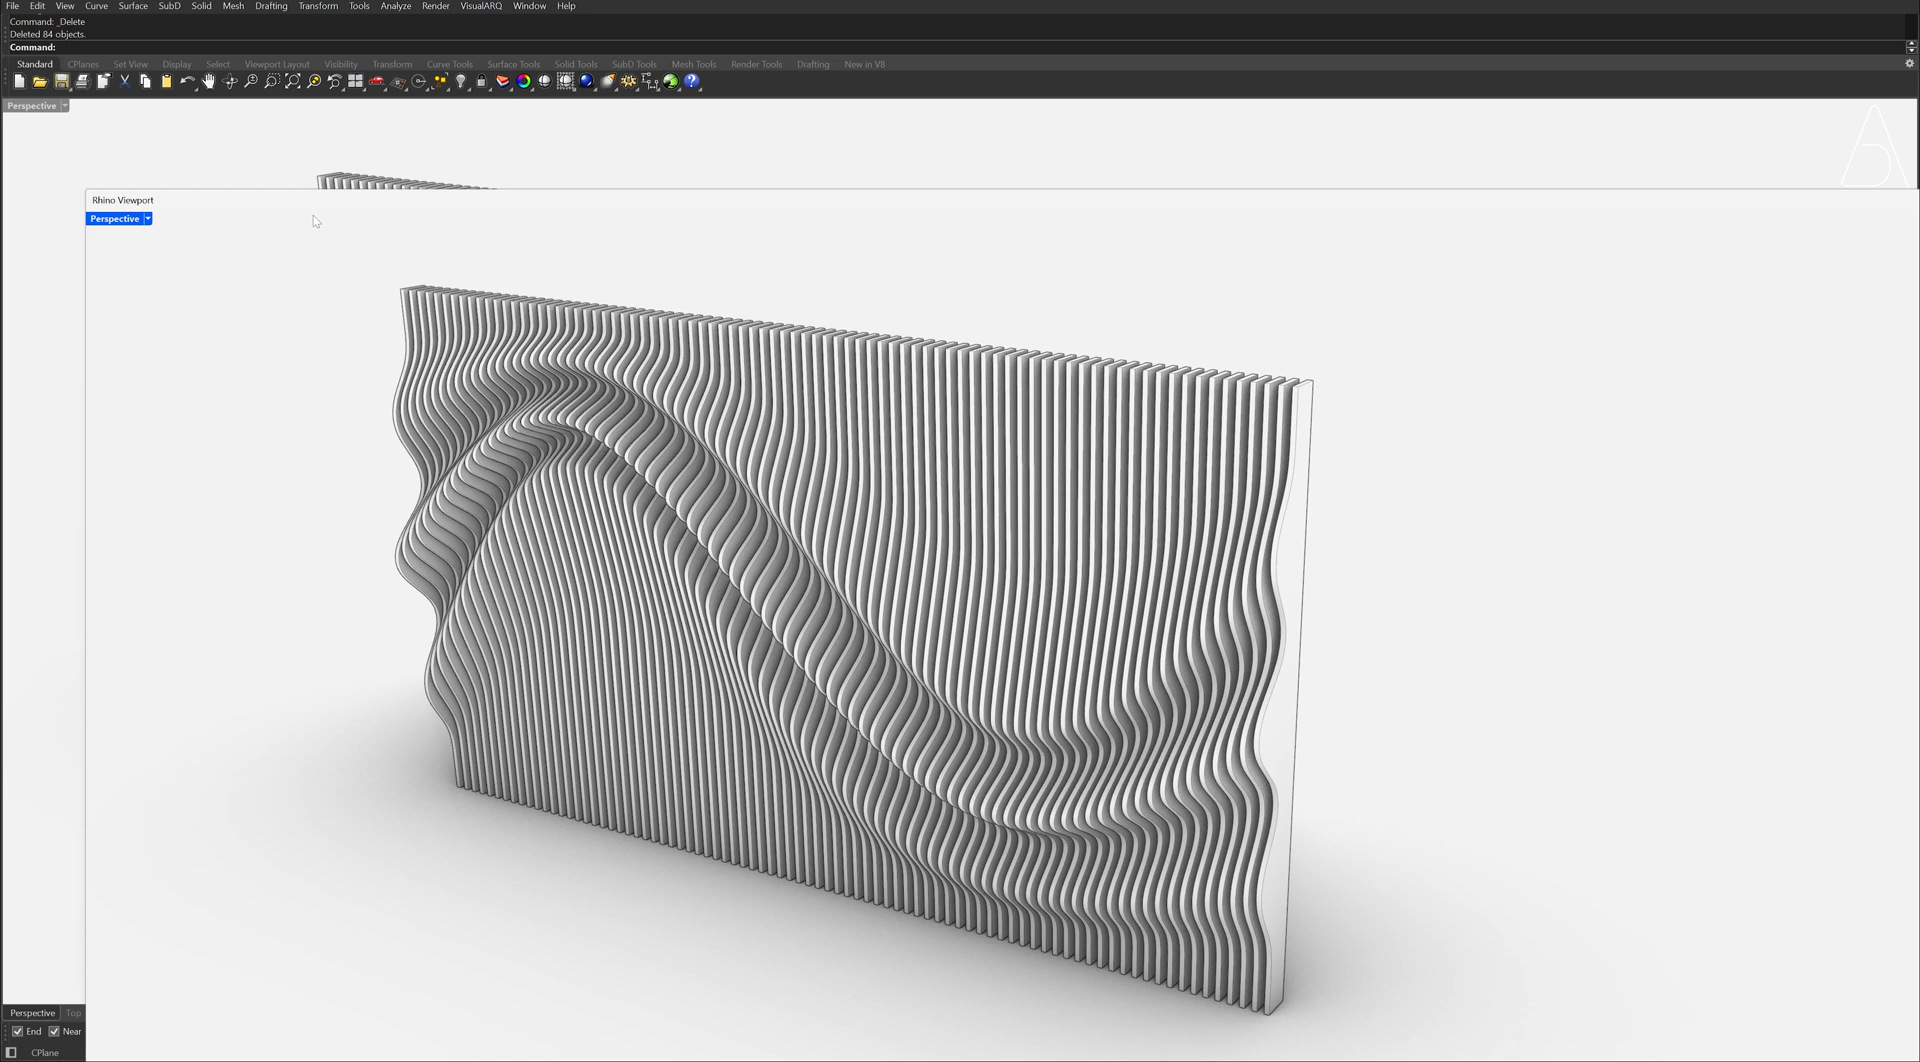 File Edit View Curve Surface SubD Solid Mesh Drafting Transform Tools Analyze Render VisualARQ Window Help
Command: _Delete
Deleted 84 objects.
Command:
Standard CPlanes Set View Display Select Viewport Layout Visibility Transform Curve Tools Surface Tools Solid Tools SubD Tools Mesh Tools Render Tools Drafting New in V8
Perspective
Rhino Viewport
Perspective
Perspective Top
End Near
CPlane